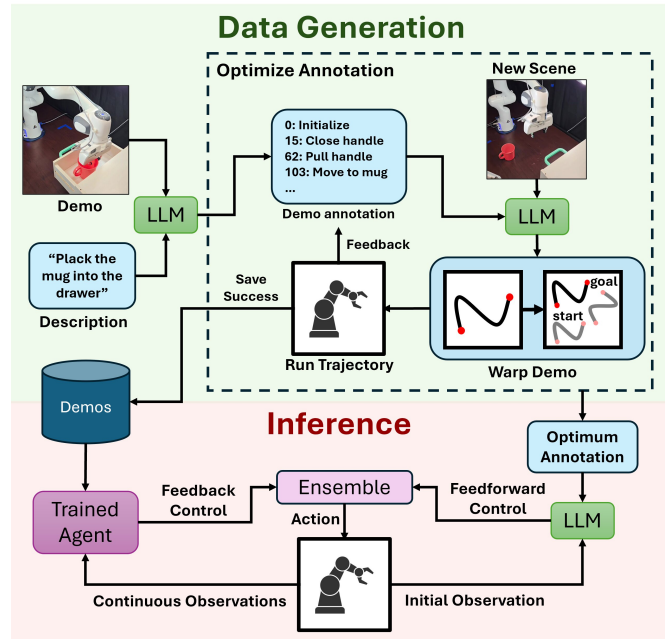 Data Generation
Optimize Annotation
New Scene
0: Initialize
15: Close handle
62: Pull handle
103: Move to mug
...
Demo annotation
Demo
LLM
LLM
“Plack the
mug into the
drawer”
Description
Feedback
Save
Success
Run Trajectory
goal
start
Warp Demo
Demos
Inference
Optimum
Annotation
Trained
Agent
Feedback
Control
Ensemble
Action
Feedforward
Control
LLM
Continuous Observations
Initial Observation